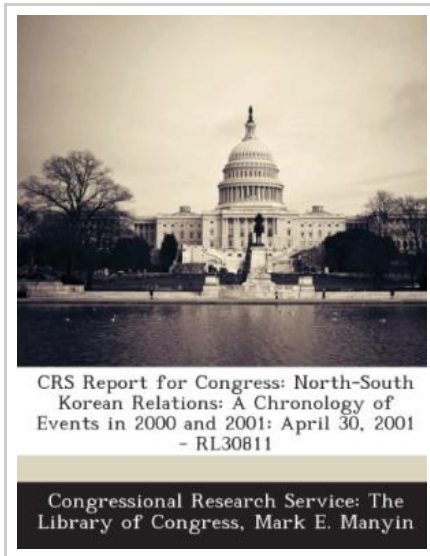 CRS Report for Congress: North-South
Korean Relations: A Chronology of
Events in 2000 and 2001: April 30, 2001
- RL30811
Congressional Research Service: The
Library of Congress, Mark E. Manyin